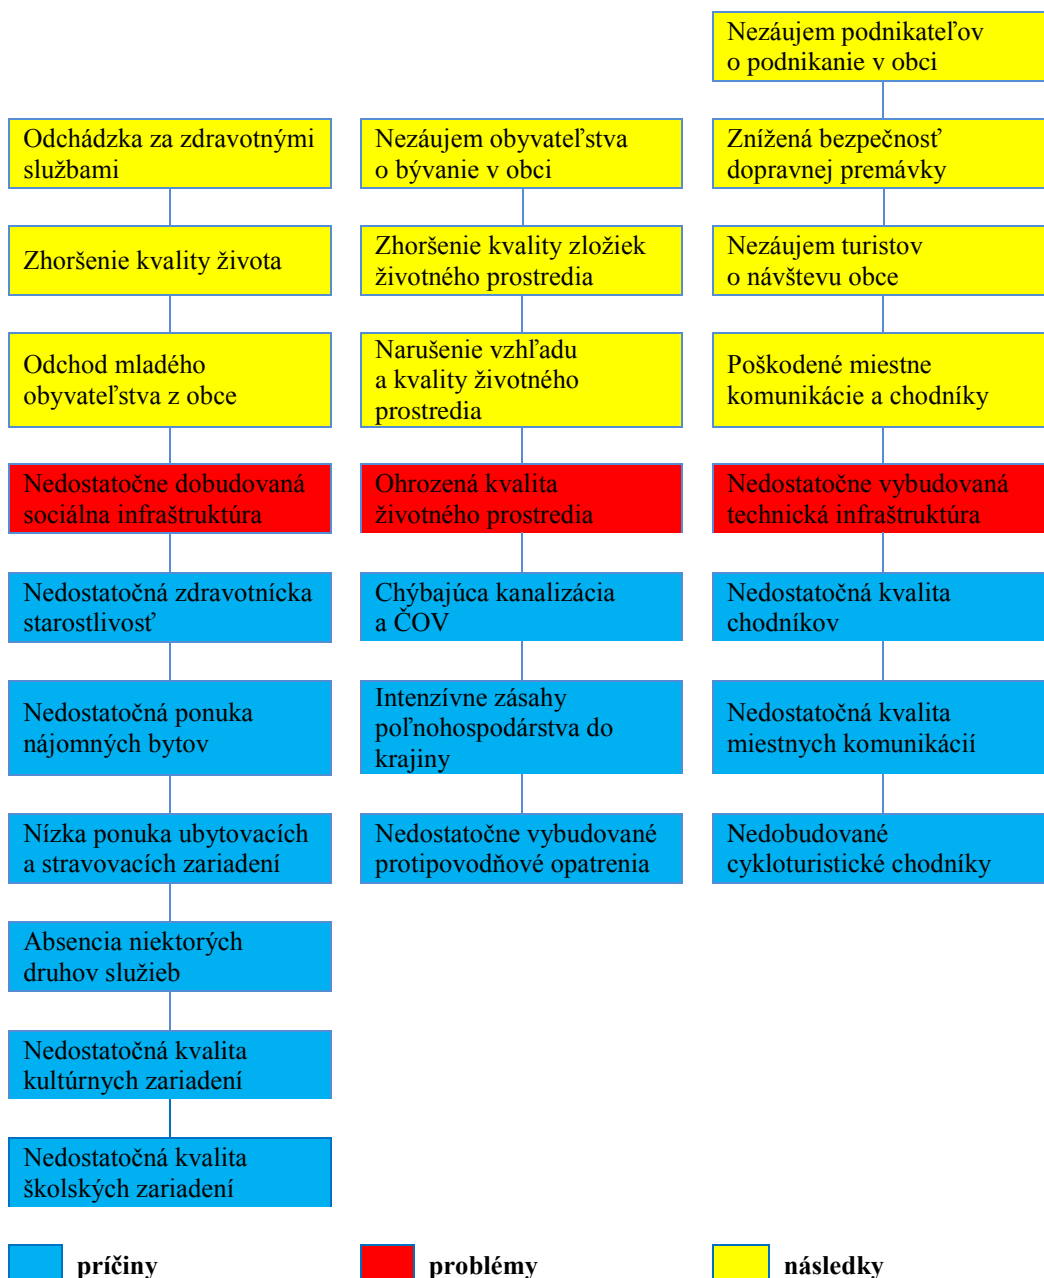 Nezáujem podnikateľov
o podnikanie v obci
Odchádzka za zdravotnými
službami
Nezáujem obyvateľstva
o bývanie v obci
Znížená bezpečnosť
dopravnej premávky
Zhoršenie kvality života
Zhoršenie kvality zložiek
životného prostredia
Nezáujem turistov
o návštevu obce
Odchod mladého
obyvateľstva z obce
Narušenie vzhľadu
a kvality životného
prostredia
Poškodené miestne
komunikácie a chodníky
Nedostatočne dobudovaná
sociálna infraštruktúra
Ohrozená kvalita
životného prostredia
Nedostatočne vybudovaná
technická infraštruktúra
Nedostatočná zdravotnícka
starostlivosť
Chýbajúca kanalizácia
a ČOV
Nedostatočná kvalita
chodníkov
Nedostatočná ponuka
nájomných bytov
Intenzívne zásahy
poľnohospodárstva do
krajiny
Nedostatočná kvalita
miestnych komunikácií
Nízka ponuka ubytovacích
a stravovacích zariadení
Nedostatočne vybudované
protipovodňové opatrenia
Nedobudované
cykloturistické chodníky
Absencia niektorých
druhov služieb
Nedostatočná kvalita
kultúrnych zariadení
Nedostatočná kvalita
školských zariadení
príčiny
problémy
následky